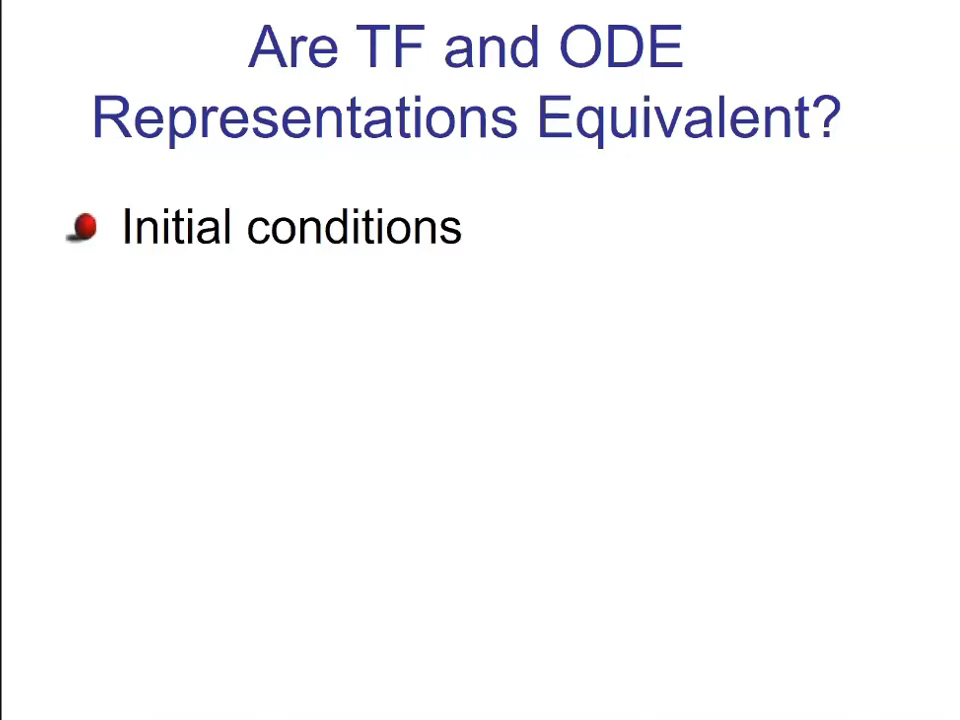 Are TF and ODE
Representations Equivalent?
Initial conditions